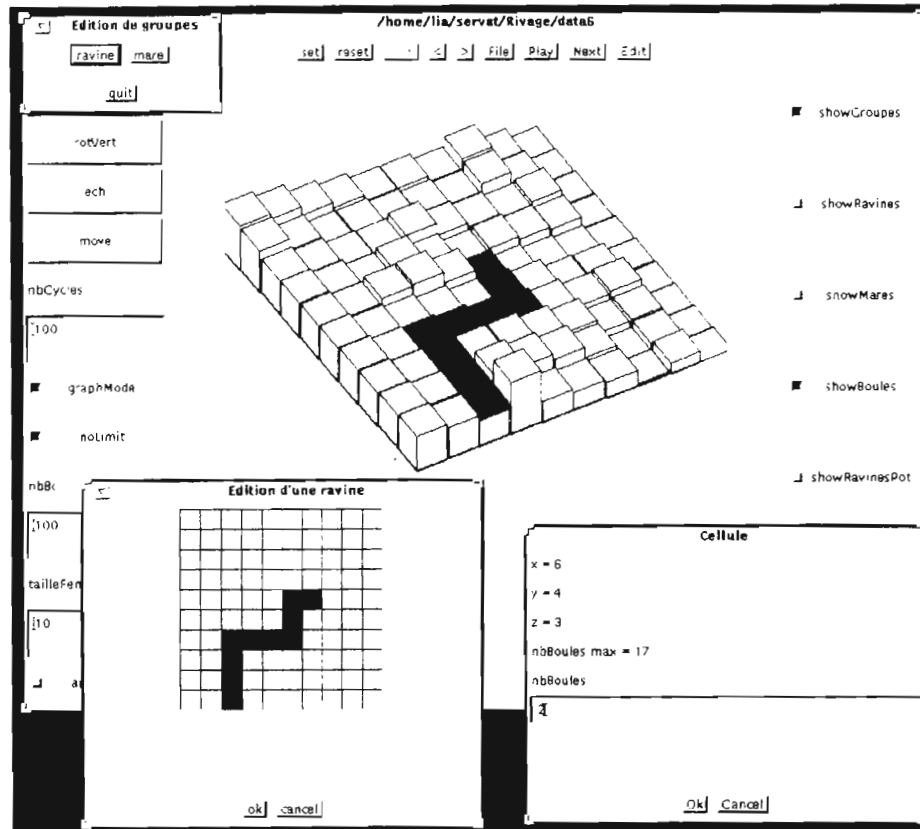 Edition de groupes
ravine mare
quit
/home/lia/servat/Rivage/data6
set reset < > File Play Next Edit
rotVert
ech
move
nbCycles
100
graphMode
noLimit
100
10
showGroupes
showRavines
showMares
showBoules
showRavinesPot
Edition d'une ravine
ok cancel
Cellule
x = 6
y = 4
z = 3
nbBoules max = 17
nbBoules
2
Ok Cancel